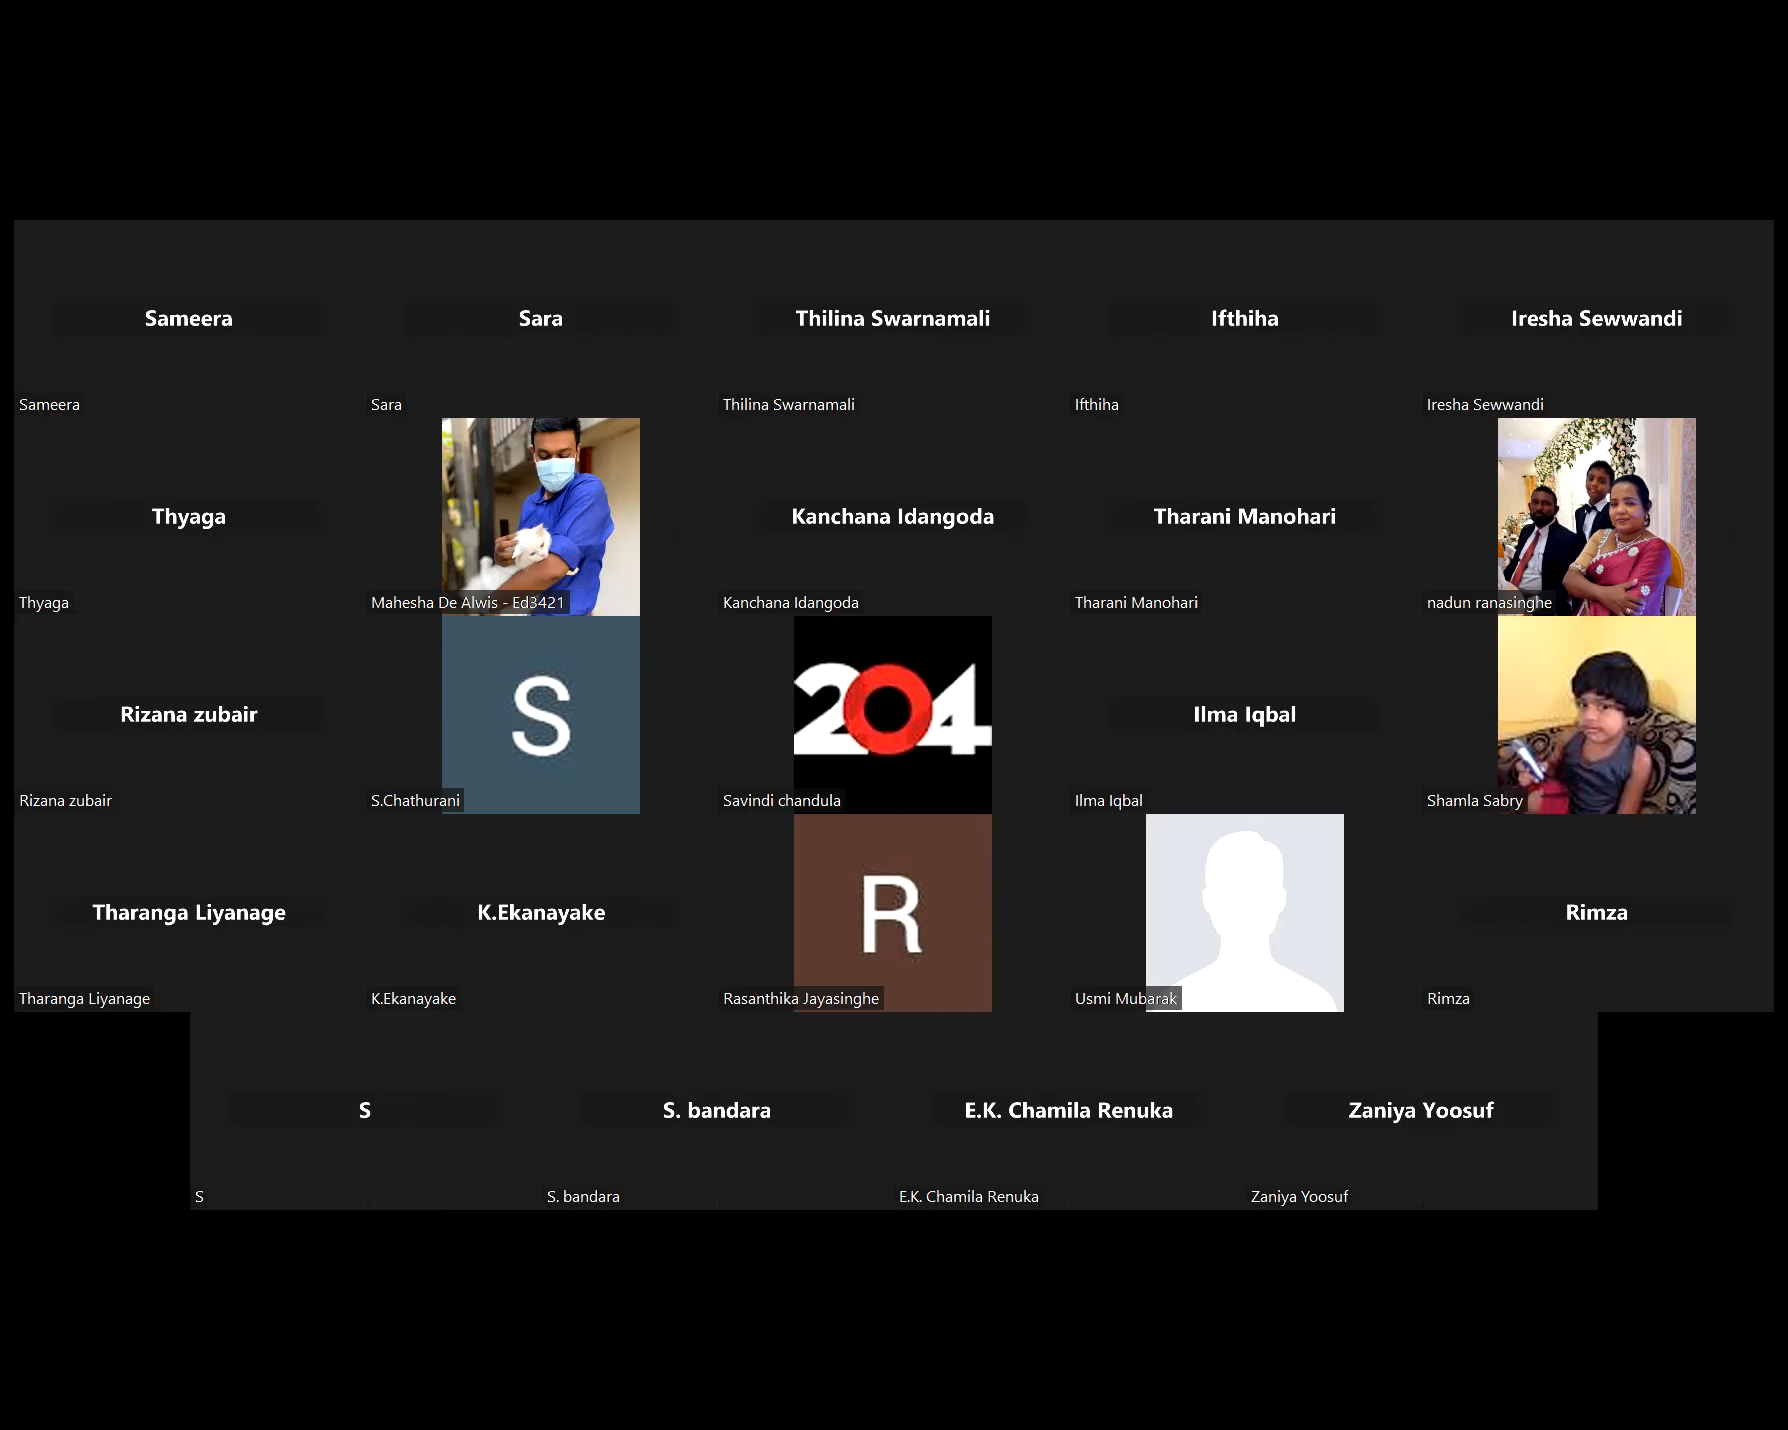 Sameera
Sara
Thilina Swarnamali
Ifthiha
Iresha Sewwandi
Sameera
Sara
Thilina Swarnamali
Ifthiha
Iresha Sewwandi
Thyaga
Kanchana Idangoda
Tharani Manohari
Thyaga
Mahesha De Alwis - Ed3421
Kanchana Idangoda
Tharani Manohari
nadun ranasinghe
Rizana zubair
S
204
Ilma Iqbal
Rizana zubair
S.Chathurani
Savindi chandula
Ilma Iqbal
Shamla Sabry
Tharanga Liyanage
K.Ekanayake
R
Rimza
Tharanga Liyanage
K.Ekanayake
Rasanthika Jayasinghe
Usmi Mubarak
Rimza
S
S. bandara
E.K. Chamila Renuka
Zaniya Yoosuf
S
S. bandara
E.K. Chamila Renuka
Zaniya Yoosuf